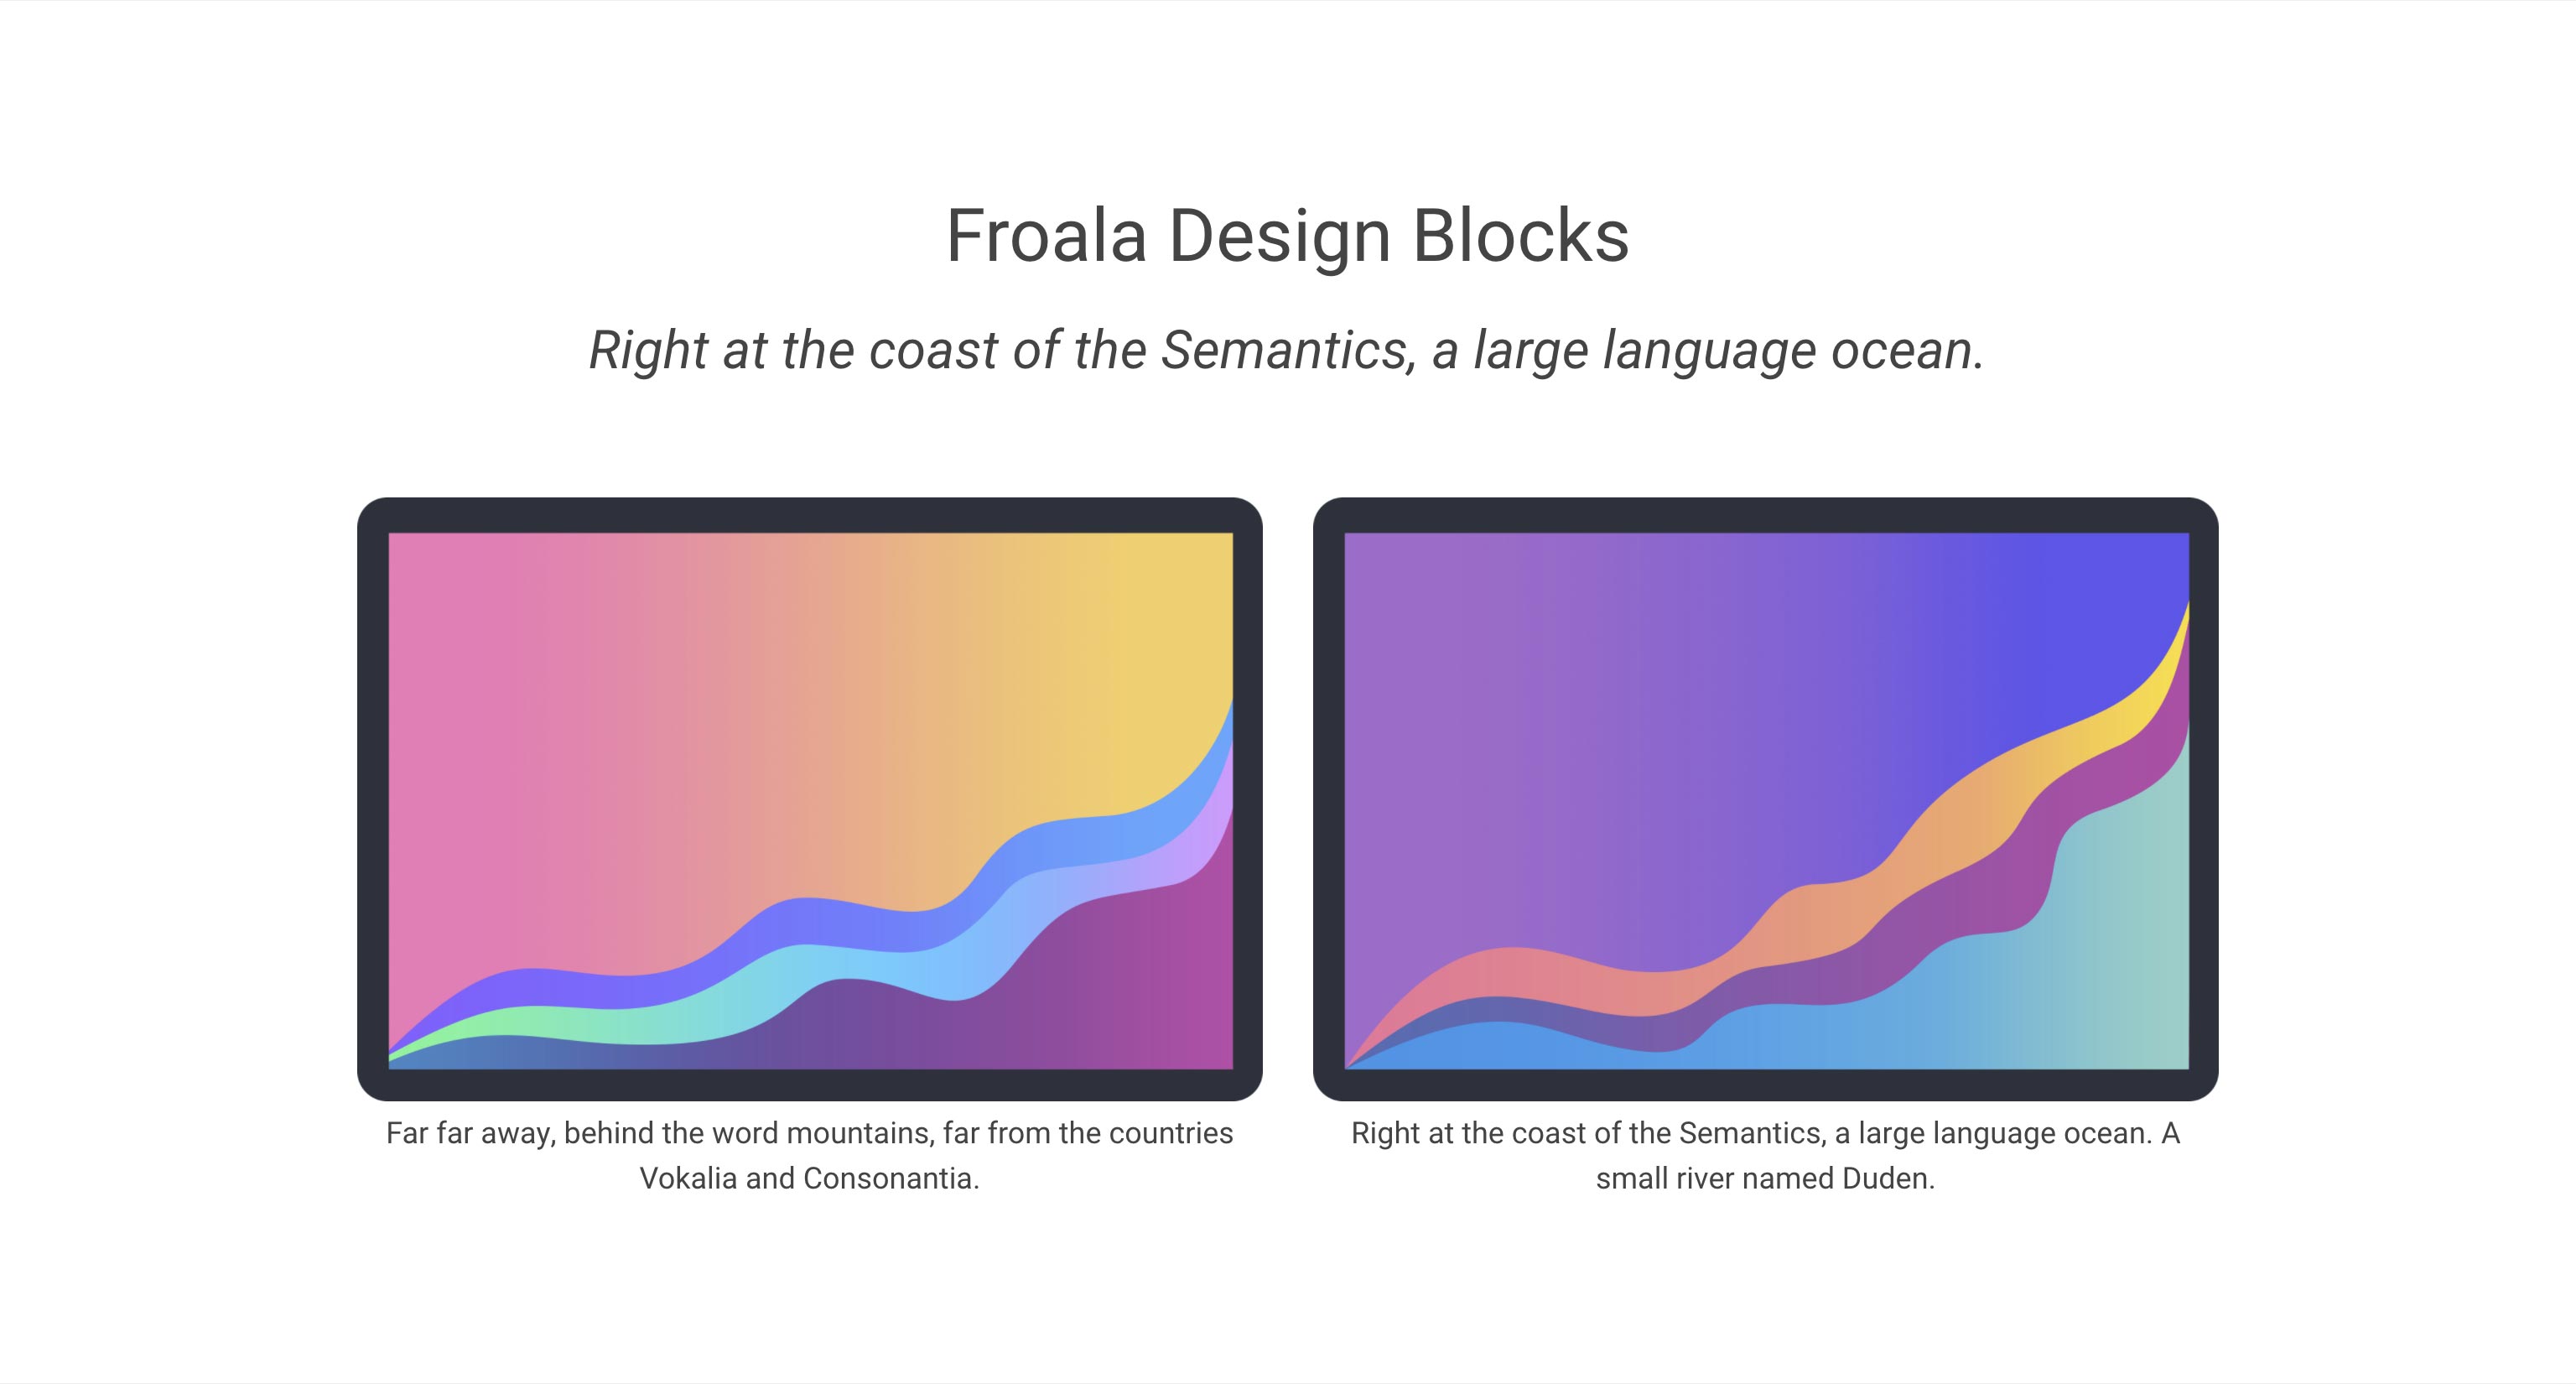 Froala Design Blocks
Right at the coast of the Semantics, a large language ocean.
Far far away, behind the word mountains, far from the countries
Vokalia and Consonantia.
Right at the coast of the Semantics, a large language ocean. A
small river named Duden.